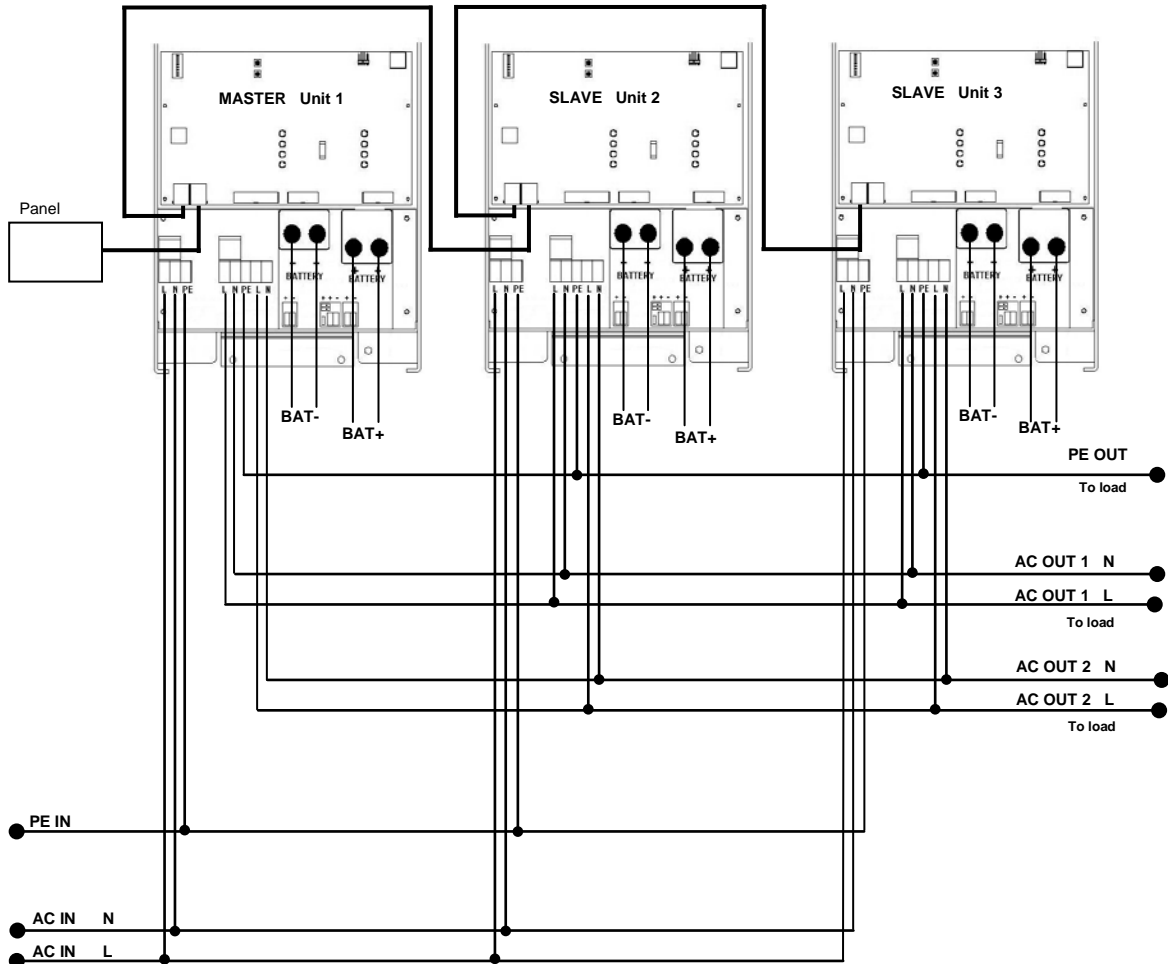 MASTER Unit 1
SLAVE Unit 2
SLAVE Unit 3
Panel
BATTERY
BATTERY
BATTERY
BATTERY
BATTERY
BATTERY
L N PE
L N PE L N
L N PE
L N PE L N
L N PE
L N PE L N
BAT-
BAT+
BAT-
BAT+
BAT-
BAT+
PE OUT
To load
AC OUT 1 N
AC OUT 1 L
To load
AC OUT 2 N
AC OUT 2 L
To load
PE IN
AC IN N
AC IN L